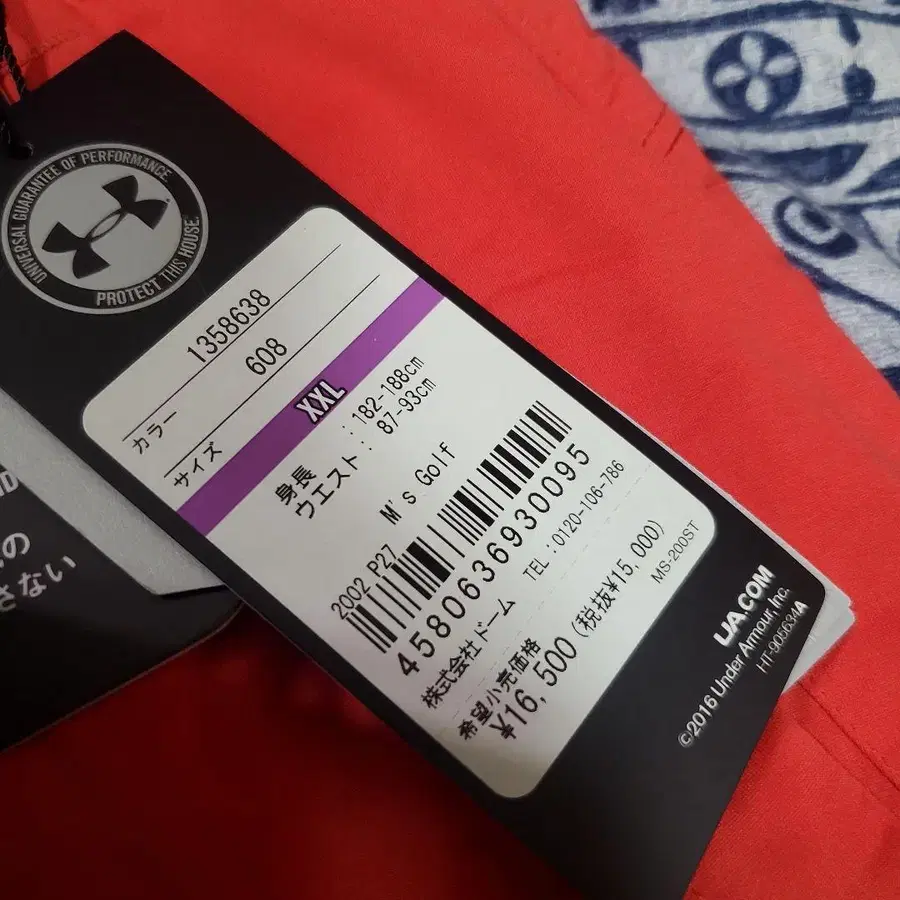 UNIVERSAL GUARANTEE OF PERFORMANCE
PROTECT THIS HOUSE.
1358638
カラー 608
サイズ XXL
身長 :182-188cm
ウエスト: 87-93cm
M's Golf
2002 P27
4580636930095
株式会社ドーム TEL:0120-106-786
希望小売価格
¥16,500 (税抜¥15,000)
MS-200ST
UA.COM
©2016 Under Armour, Inc.
HT-905634A
の
さない